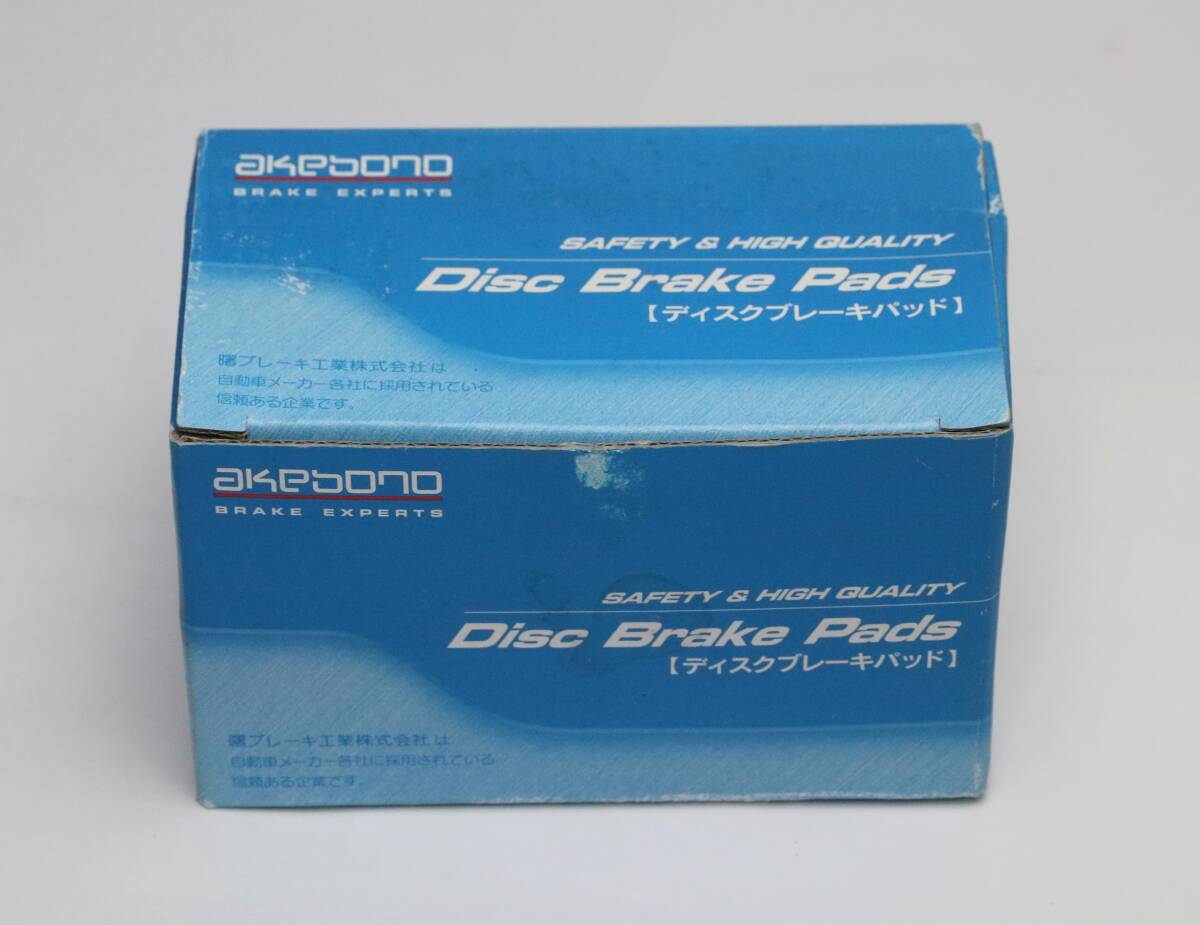 akebono
BRAKE EXPERTS
SAFETY & HIGH QUALITY
Disc Brake Pads
【ディスクブレーキパッド】
曙ブレーキ工業株式会社は
自動車メーカー各社に採用されている
信頼ある企業です。
akebono
BRAKE EXPERTS
SAFETY & HIGH QUALITY
Disc Brake Pads
【ディスクブレーキパッド】
曙ブレーキ工業株式会社は
自動車メーカー各社に採用されている
信頼ある企業です。